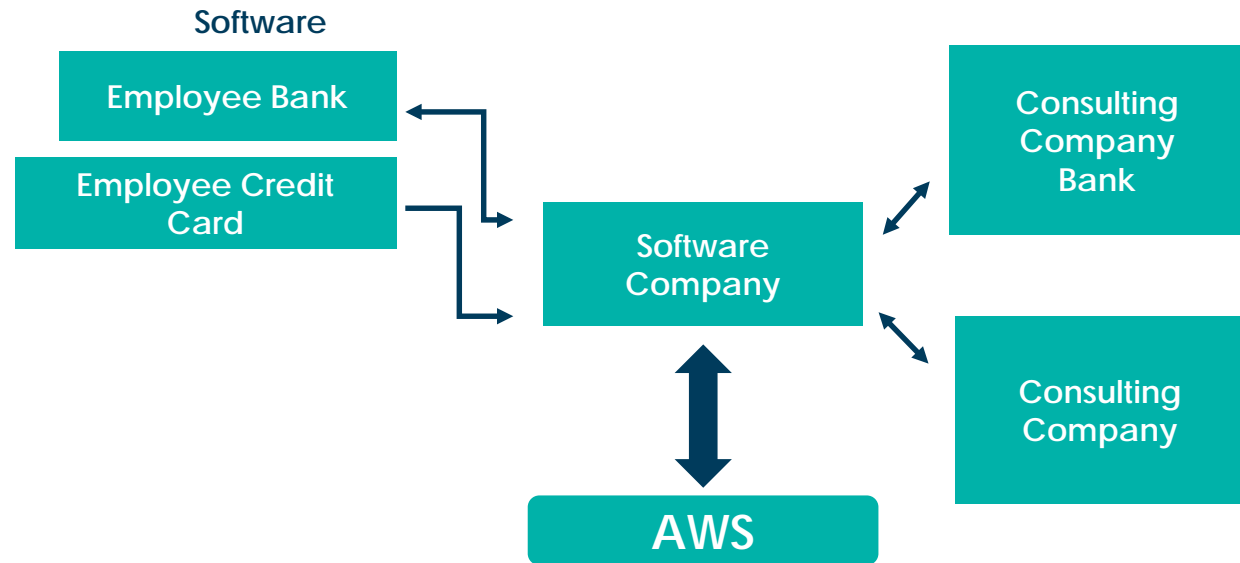 Software
Employee Bank
Employee Credit
Card
Software
Company
Consulting
Company
Bank
Consulting
Company
AWS